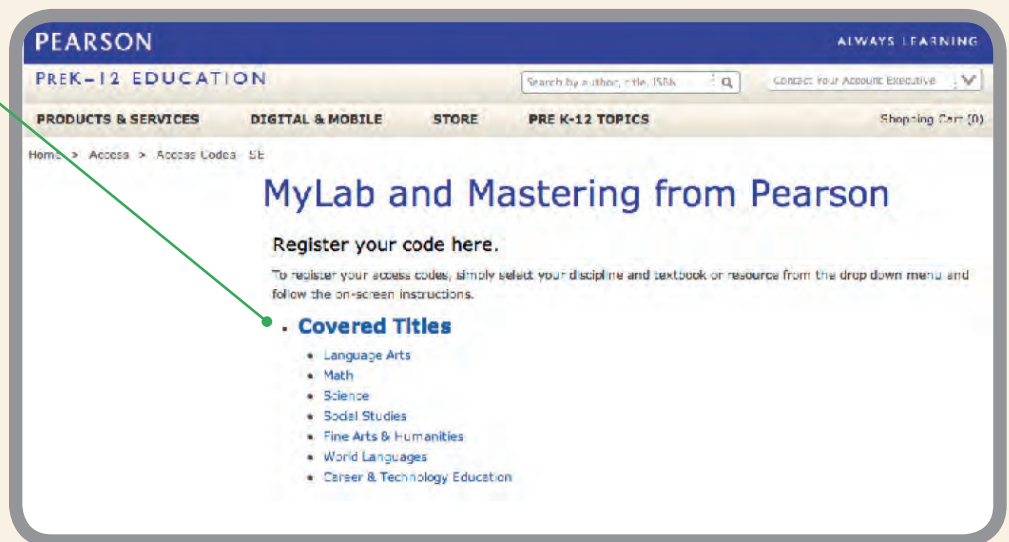 PEARSON
ALWAYS LEARNING
PREK–12 EDUCATION
Search by author, title, ISBN
Contact Your Account Executive
PRODUCTS & SERVICES DIGITAL & MOBILE STORE PRE K-12 TOPICS Shopping Cart (0)
Home > Access > Access Codes SE
MyLab and Mastering from Pearson
Register your code here.
To register your access codes, simply select your discipline and textbook or resource from the drop down menu and
follow the on-screen instructions.
Covered Titles
Language Arts
Math
Science
Social Studies
Fine Arts & Humanities
World Languages
Career & Technology Education